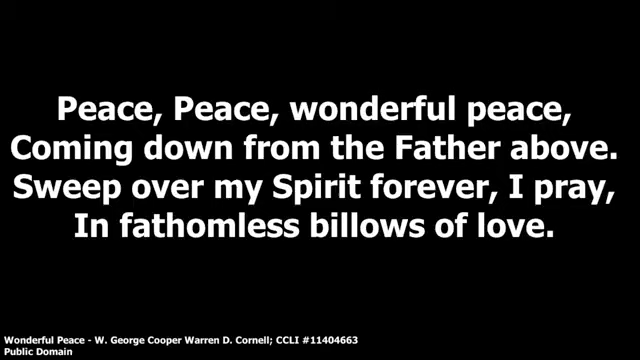 Peace, Peace, wonderful peace,
Coming down from the Father above.
Sweep over my Spirit forever, I pray,
In fathomless billows of love.
Wonderful Peace - W. George Cooper Warren D. Cornell; CCLI #11404663
Public Domain